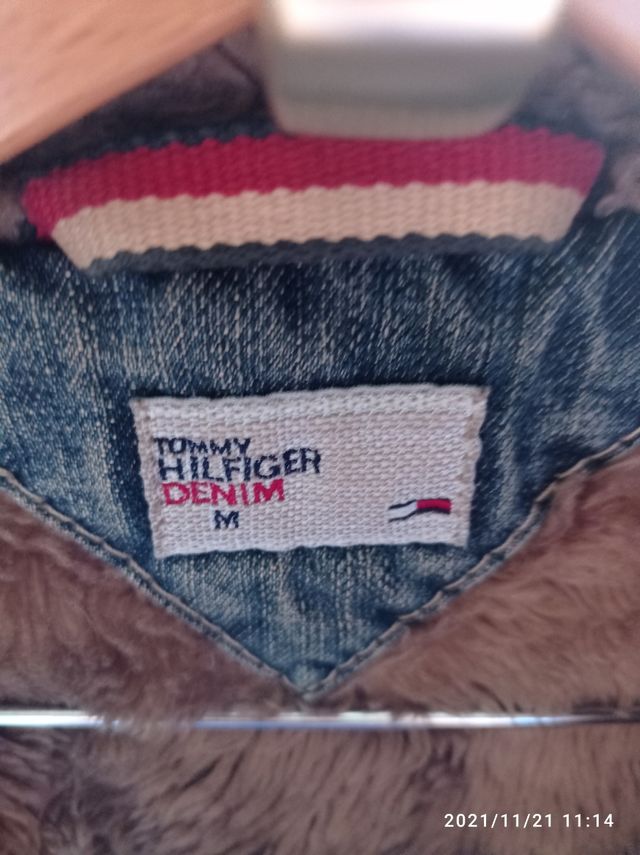 TOMMY
HILFIGER
DENIM
M
2021/11/21 11:14